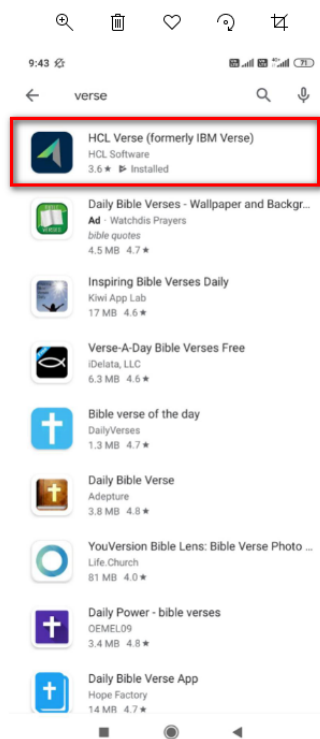 9:43
71
verse
HCL Verse (formerly IBM Verse)
HCL Software
3.6★ Installed
Daily Bible Verses - Wallpaper and Backgr...
Ad · Watchdis Prayers
bible quotes
4.5 MB 4.7★
Inspiring Bible Verses Daily
Kiwi App Lab
17 MB 4.6★
Verse-A-Day Bible Verses Free
iDelata, LLC
6.3 MB 4.6★
Bible verse of the day
DailyVerses
1.3 MB 4.7★
Daily Bible Verse
Adepture
3.8 MB 4.8★
YouVersion Bible Lens: Bible Verse Photo ...
Life.Church
81 MB 4.0★
Daily Power - bible verses
OEMEL09
3.4 MB 4.8★
Daily Bible Verse App
Hope Factory
14 MB 4.7★